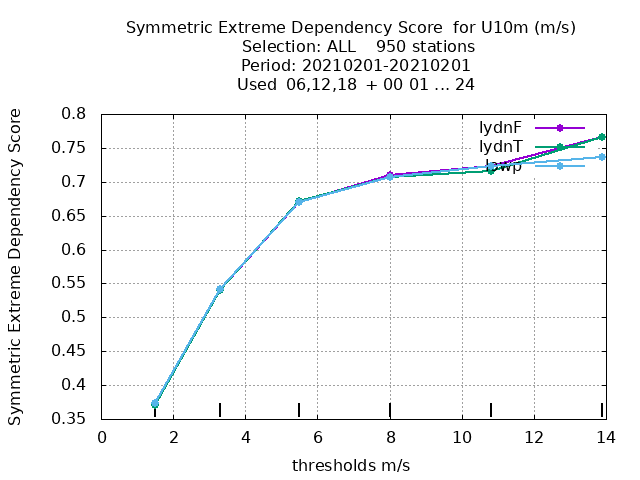 Symmetric Extreme Dependency Score for U10m (m/s)
Selection: ALL 950 stations
Period: 20210201-20210201
Used 06,12,18 + 00 01 ... 24
Symmetric Extreme Dependency Score
0.8
0.75
0.7
0.65
0.6
0.55
0.5
0.45
0.4
0.35
lydnF
lydnT
0 2 4 6 8 10 12 14
thresholds m/s